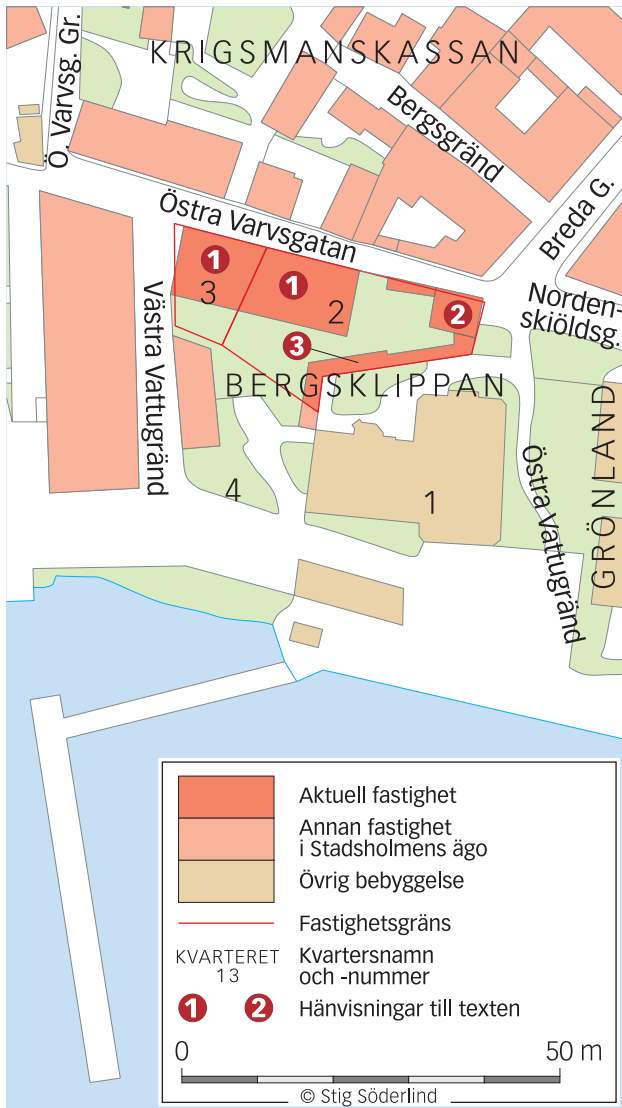 KRIGSMANSKASSAN
Ö. Varvsg. Gr.
Bergsgränd
Breda G.
Östra Varvsgatan
Norden-
skiöldsg.
1
3
1
2
2
3
BERGSKLIPPAN
Västra Vattugränd
4
1
Östra Vattugränd
GRÖNLAND
Aktuell fastighet
Annan fastighet
i Stadsholmens ägo
Övrig bebyggelse
Fastighetsgräns
KVARTERET
13
Kvartersnamn
och -nummer
1 2 Hänvisningar till texten
0 50 m
© Stig Söderlind